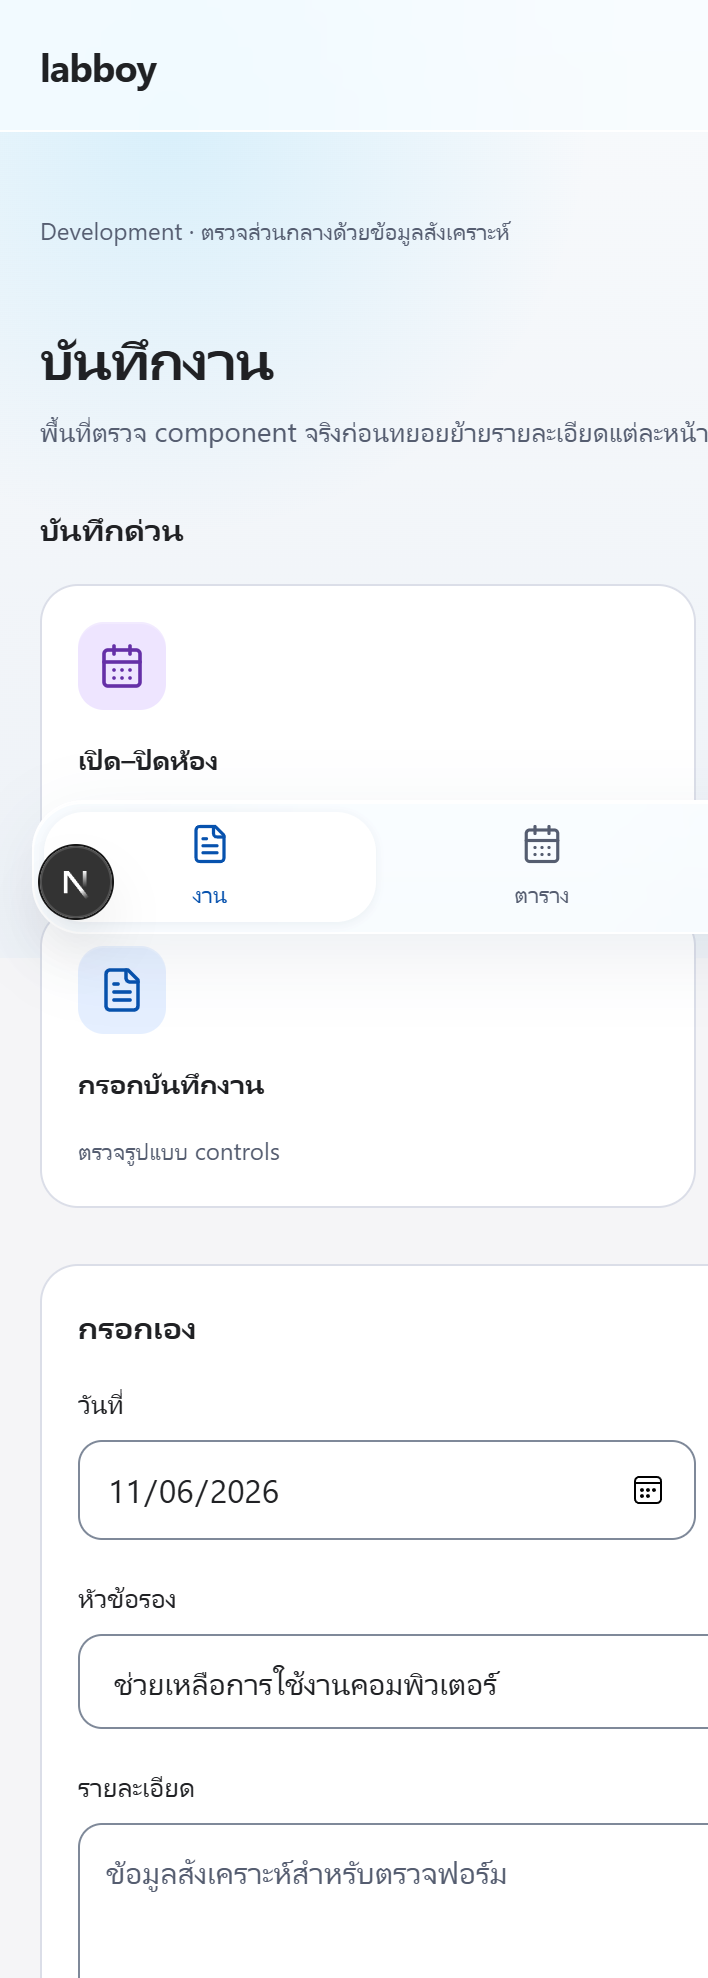 labboy
Development · ตรวจส่วนกลางด้วยข้อมูลสังเคราะห์
บันทึกงาน
พื้นที่ตรวจ component จริงก่อนทยอยย้ายรายละเอียดแต่ละหน้า
บันทึกด่วน
เปิด–ปิดห้อง
N
งาน
ตาราง
กรอกบันทึกงาน
ตรวจรูปแบบ controls
กรอกเอง
วันที่
11/06/2026
หัวข้อรอง
ช่วยเหลือการใช้งานคอมพิวเตอร์
รายละเอียด
ข้อมูลสังเคราะห์สำหรับตรวจฟอร์ม